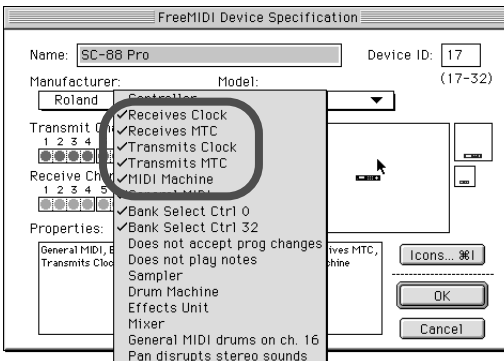 FreeMIDI Device Specification
Name: SC-88 Pro
Device ID: 17
(17-32)
Manufacturer:
Model:
Roland
Controller
✓Receives Clock
✓Receives MTC
✓Transmits Clock
✓Transmits MTC
✓MIDI Machine
General MIDI
✓Bank Select Ctrl 0
✓Bank Select Ctrl 32
Does not accept prog changes
Does not play notes
Sampler
Drum Machine
Effects Unit
Mixer
General MIDI drums on ch. 16
Pan disrupts stereo sounds
Transmit
1 2 3 4
Receive
1 2 3 4 5
Properties:
General MIDI,
Transmits
MTC,
Icons... ⌘I
OK
Cancel